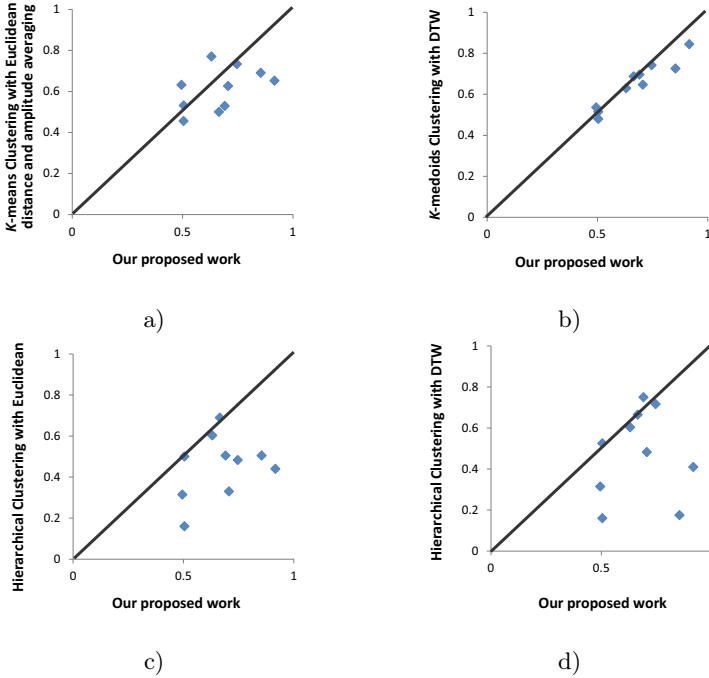 K-means Clustering with Euclidean
distance and amplitude averaging
1
0.8
0.6
0.4
0.2
0
0
0.5
1
Our proposed work
a)
K-medoids Clustering with DTW
1
0.8
0.6
0.4
0.2
0
0
0.5
1
Our proposed work
b)
Hierarchical Clustering with Euclidean
1
0.8
0.6
0.4
0.2
0
0
0.5
1
Our proposed work
c)
Hierarchical Clustering with DTW
1
0.8
0.6
0.4
0.2
0
0
0.5
Our proposed work
d)